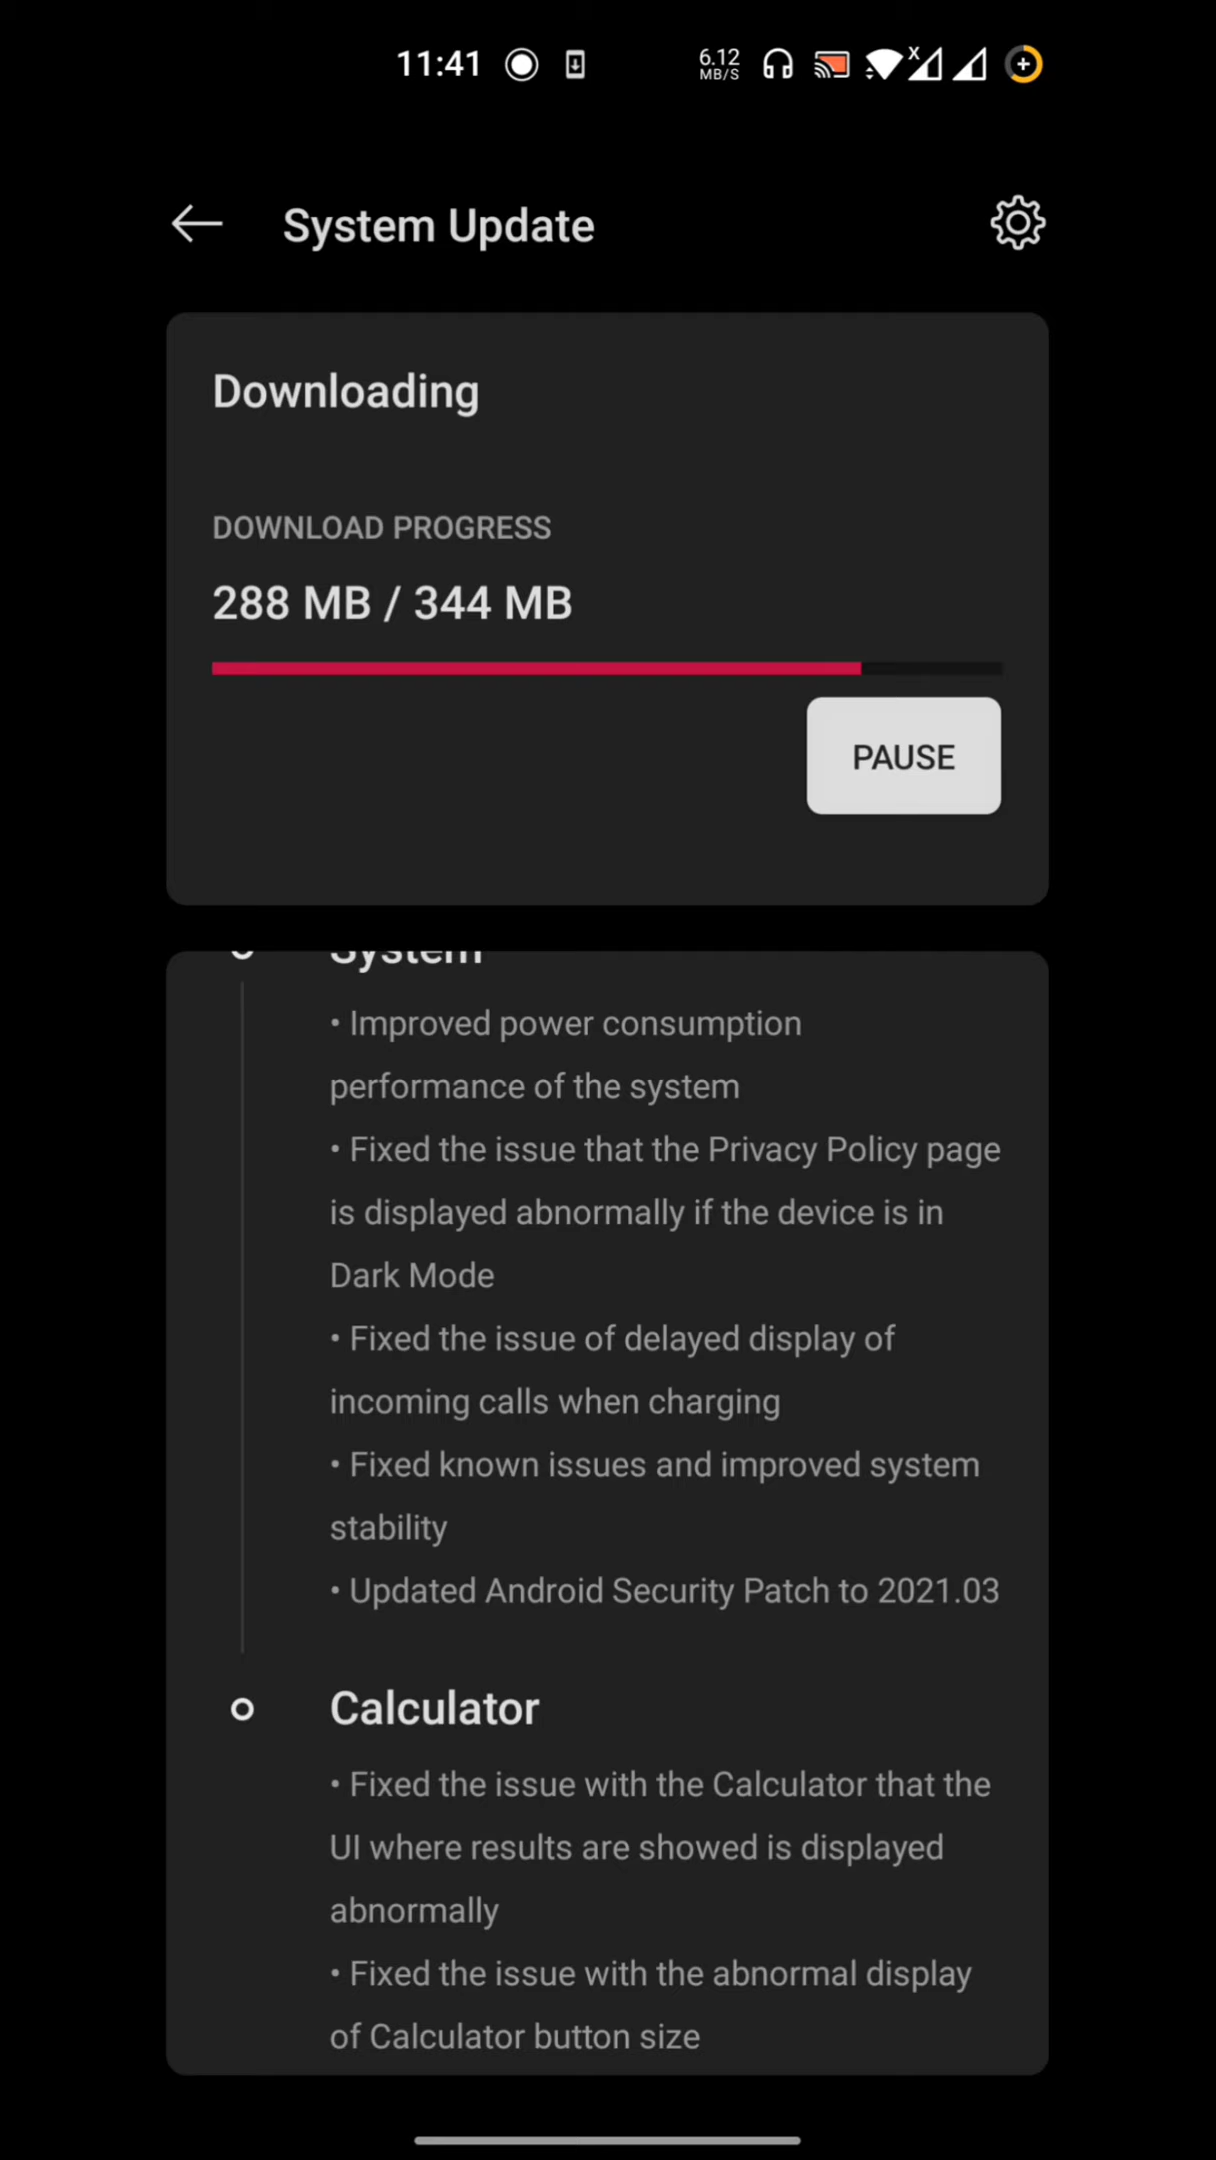 11:41
6.12
MB/S
X
System Update
Downloading
DOWNLOAD PROGRESS
288 MB / 344 MB
PAUSE
System
• Improved power consumption
performance of the system
• Fixed the issue that the Privacy Policy page
is displayed abnormally if the device is in
Dark Mode
• Fixed the issue of delayed display of
incoming calls when charging
• Fixed known issues and improved system
stability
• Updated Android Security Patch to 2021.03
Calculator
• Fixed the issue with the Calculator that the
UI where results are showed is displayed
abnormally
• Fixed the issue with the abnormal display
of Calculator button size